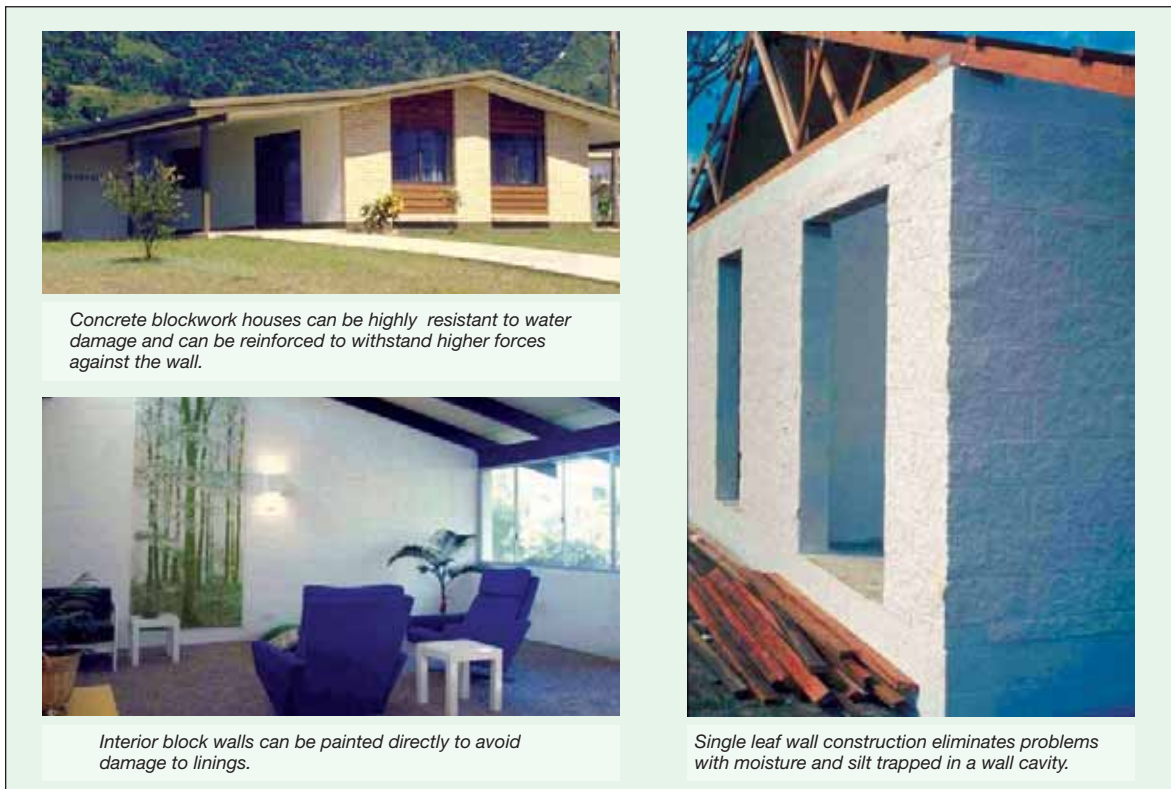 Concrete blockwork houses can be highly  resistant to water
damage and can be reinforced to withstand higher forces
against the wall.
Interior block walls can be painted directly to avoid
damage to linings.
Single leaf wall construction eliminates problems
with moisture and silt trapped in a wall cavity.